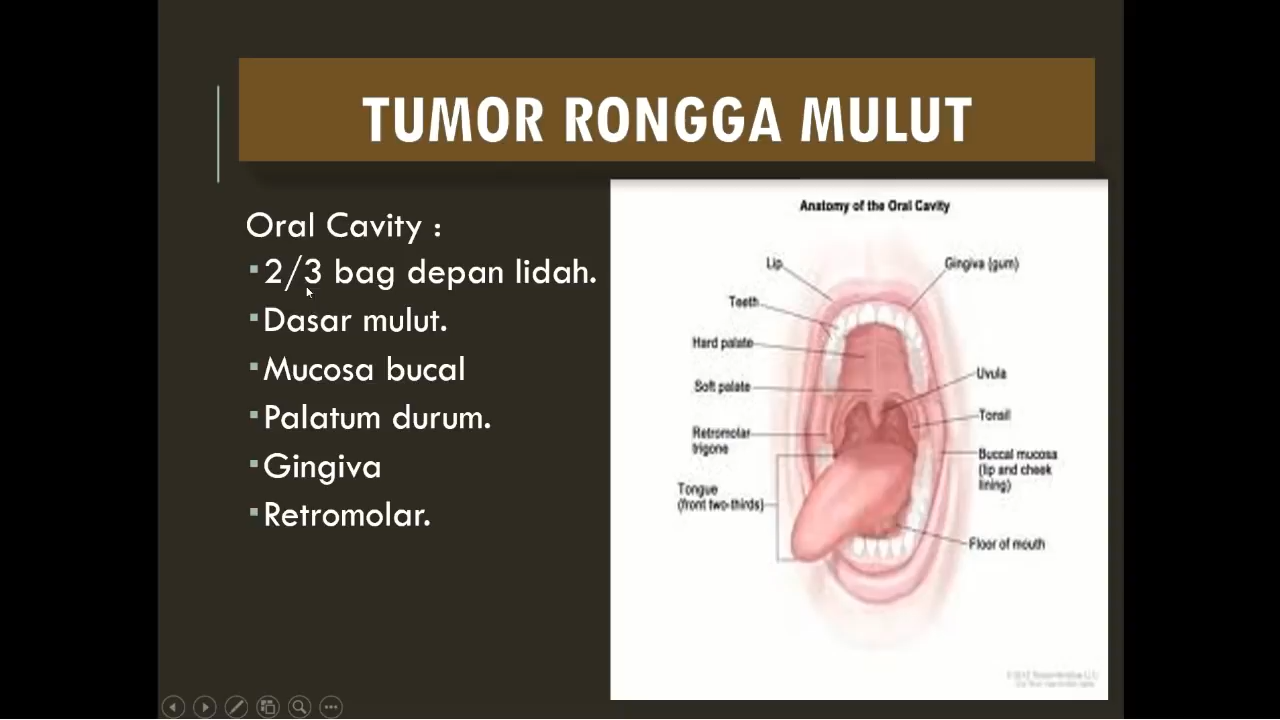 TUMOR RONGGA MULUT
Oral Cavity :
▪2/3 bag depan lidah.
▪Dasar mulut.
▪Mucosa bucal
▪Palatum durum.
▪Gingiva
▪Retromolar.
Anatomy of the Oral Cavity
Lip
Gingiva (gum)
Teeth
Hard palate
Soft palate
Uvula
Tonsil
Retromolar
trigone
Buccal mucosa
(lip and cheek
lining)
Tongue
(front two-thirds)
Floor of mouth